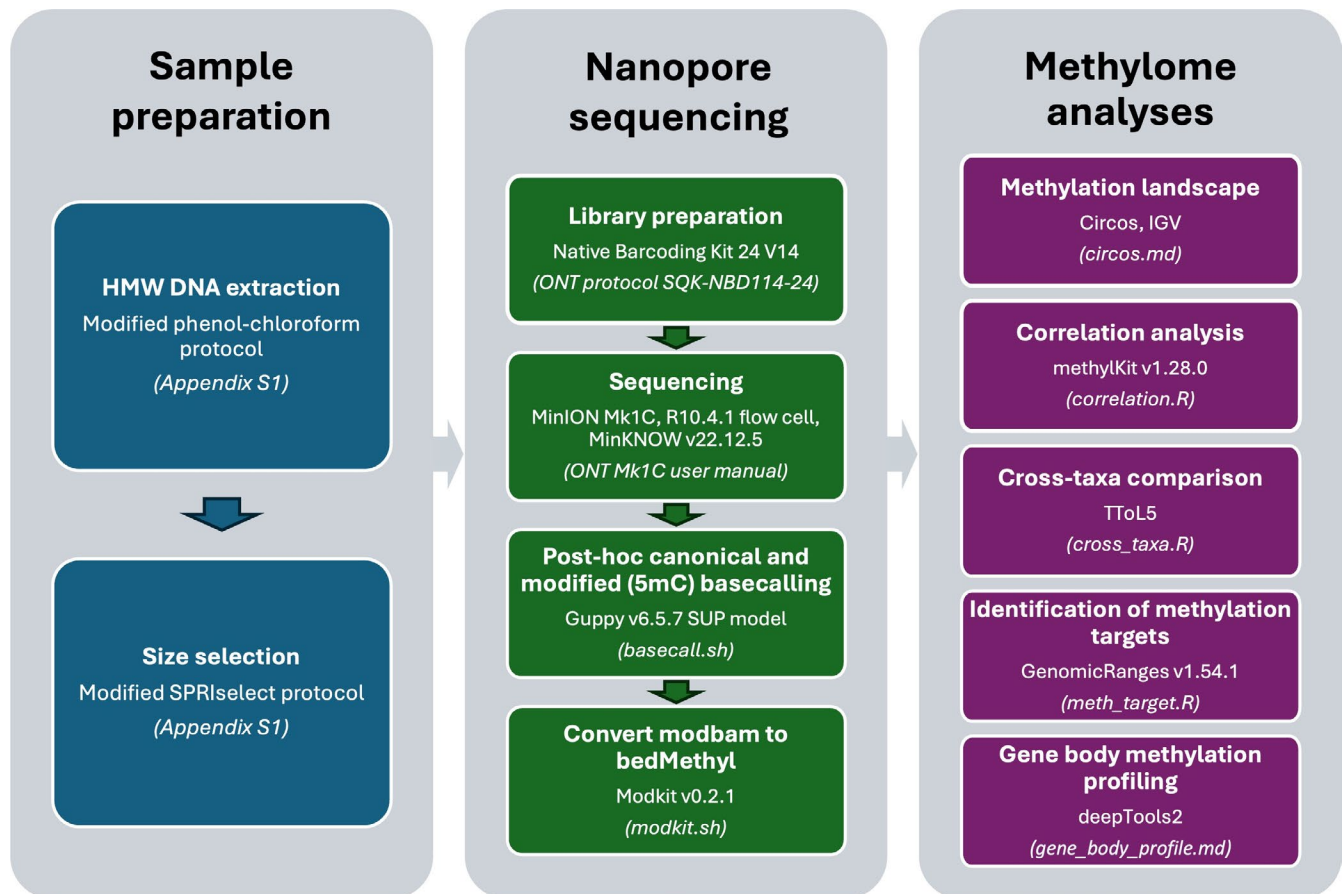 Sample
preparation
HMW DNA extraction
Modified phenol-chloroform
protocol
(Appendix S1)
Size selection
Modified SPRIselect protocol
(Appendix S1)
Nanopore
sequencing
Library preparation
Native Barcoding Kit 24 V14
(ONT protocol SQK-NBD114-24)
Sequencing
MinION Mk1C, R10.4.1 flow cell,
MinKNOW v22.12.5
(ONT Mk1C user manual)
Post-hoc canonical and
modified (5mC) basecalling
Guppy v6.5.7 SUP model
(basecall.sh)
Convert modbam to
bedMethyl
Modkit v0.2.1
(modkit.sh)
Methylome
analyses
Methylation landscape
Circos, IGV
(circos.md)
Correlation analysis
methylKit v1.28.0
(correlation.R)
Cross-taxa comparison
TToL5
(cross_taxa.R)
Identification of methylation
targets
GenomicRanges v1.54.1
(meth_target.R)
Gene body methylation
profiling
deepTools2
(gene_body_profile.md)